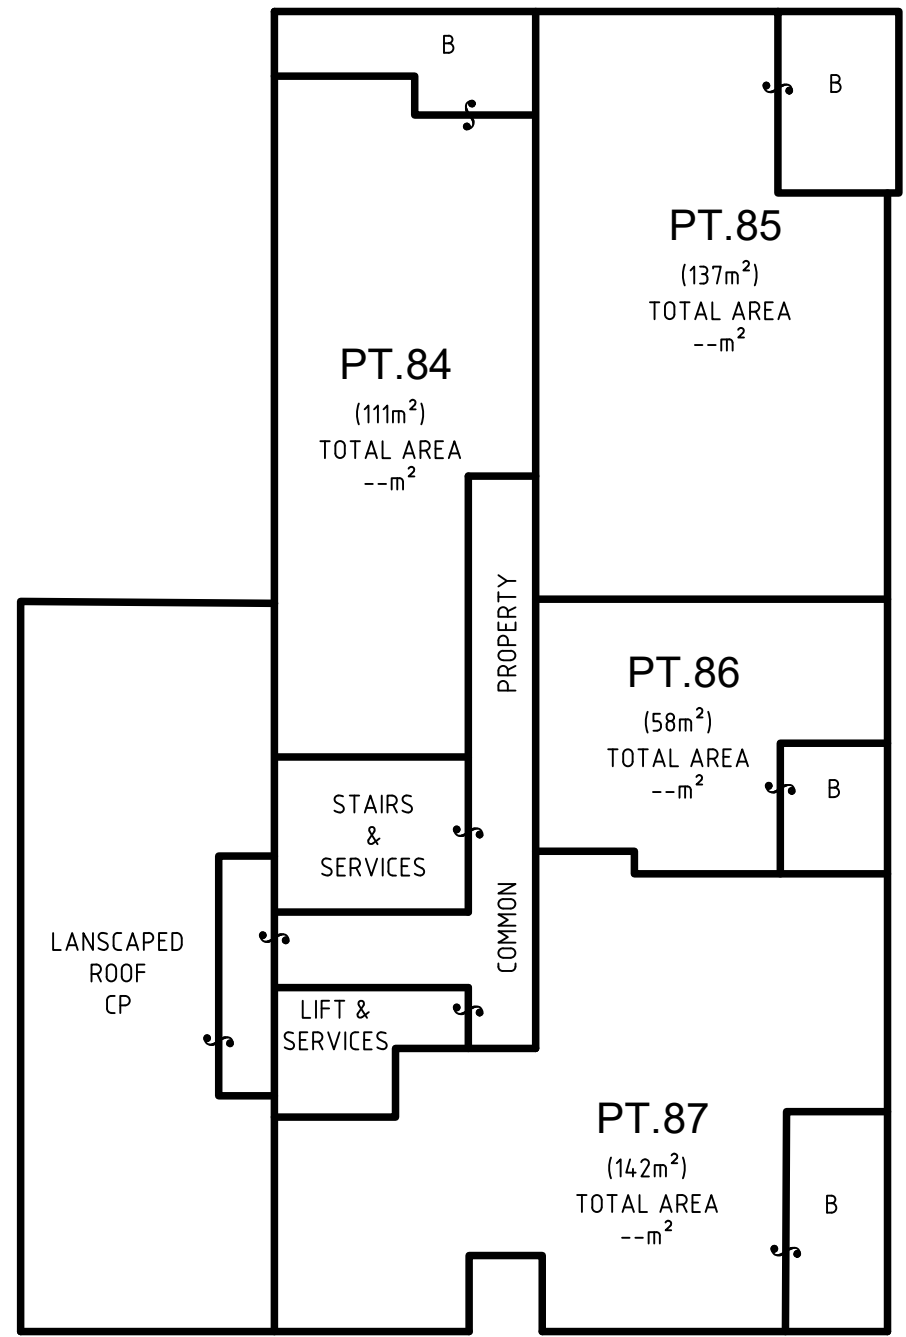 B
B
PT.85
(137m²)
TOTAL AREA
--m²
PT.84
(111m²)
TOTAL AREA
--m²
PROPERTY
PT.86
(58m²)
TOTAL AREA
--m²
B
STAIRS
&
SERVICES
COMMON
LANSCAPED
ROOF
CP
LIFT &
SERVICES
PT.87
(142m²)
TOTAL AREA
--m²
B